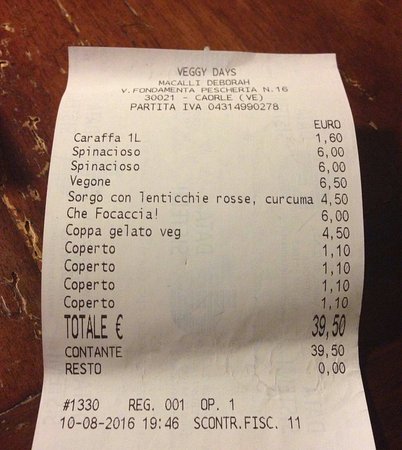 VEGGY DAYS
MACALLI DEBORAH
V.FONDAMENTA PESCHERIA N.16
30021 - CAORLE (VE)
PARTITA IVA 04314990278
EURO
Caraffa 1L 1,60
Spinacioso 6,00
Spinacioso 6,00
Vegone 6,50
Sorgo con lenticchie rosse, curcuma 4,50
Che Focaccia! 6,00
Coppa gelato veg 4,50
Coperto 1,10
Coperto 1,10
Coperto 1,10
Coperto 1,10
TOTALE € 39,50
CONTANTE 39,50
RESTO 0,00
#1330 REG. 001 OP. 1
10-08-2016 19:46 SCONTR.FISC. 11